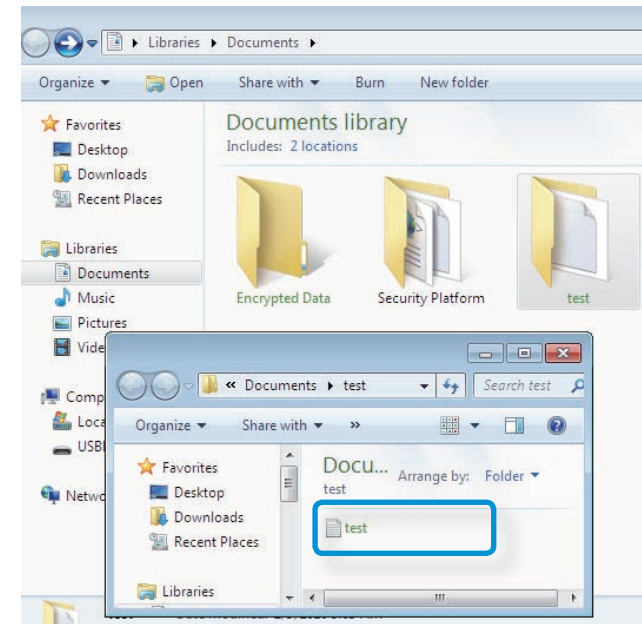 Libraries ▸ Documents ▸
Organize ▾ Open Share with ▾ Burn New folder
Favorites
Desktop
Downloads
Recent Places
Libraries
Documents
Music
Pictures
Documents library
Includes: 2 locations
Encrypted Data Security Platform test
« Documents ▸ test Search test
Organize ▾ Share with ▾ »
Favorites
Desktop
Downloads
Recent Places
Libraries
Docu...
test
Arrange by: Folder ▾
test